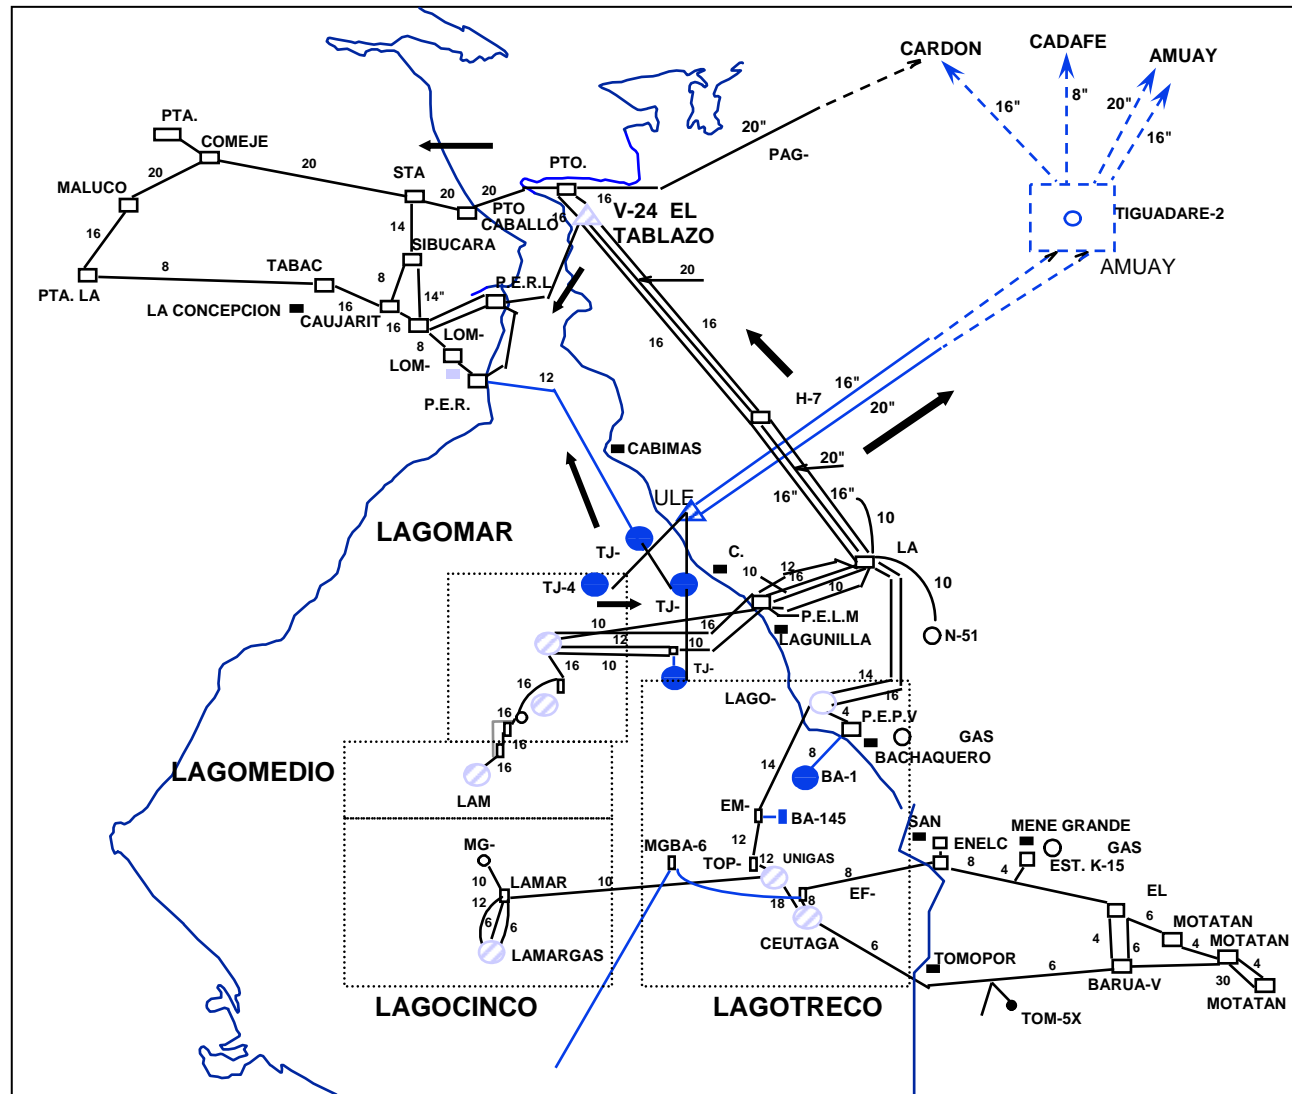 CARDON
CADAFE
AMUAY
16"
8"
20"
16"
20"
PAG-
PTA.
COMEJE
20
20
MALUCO
STA
20
20
PTO.
16
16
PTO
CABALLO
V-24 EL
TABLAZO
TIGUADARE-2
AMUAY
16
14
SIBUCARA
PTA. LA
8
TABAC
8
P.E.R.L
20
LA CONCEPCION
16
CAUJARIT
14"
16
16
16
LOM-
8
LOM-
P.E.R.
12
16"
H-7
20"
CABIMAS
20"
16"
16"
ULE
10
LAGOMAR
TJ-
C.
LA
TJ-4
TJ-
10
12
16
10
10
P.E.L.M
LAGUNILLA
N-51
10
16
12
10
10
16
TJ-
14
16
16
LAGO-
4
P.E.P.V
GAS
BACHAQUERO
16
16
16
LAGOMEDIO
LAM
8
14
BA-1
EM-
BA-145
SAN
MENE GRANDE
ENELC
GAS
EST. K-15
12
MG-
MGBA-6
TOP-
12
UNIGAS
8
8
4
10
LAMAR
10
EF-
12
18
8
EL
6
6
CEUTAGA
6
MOTATAN
4
6
4
MOTATAN
LAMARGAS
6
TOMOPOR
6
BARUA-V
4
30
MOTATAN
LAGOCINCO
LAGOTRECO
TOM-5X